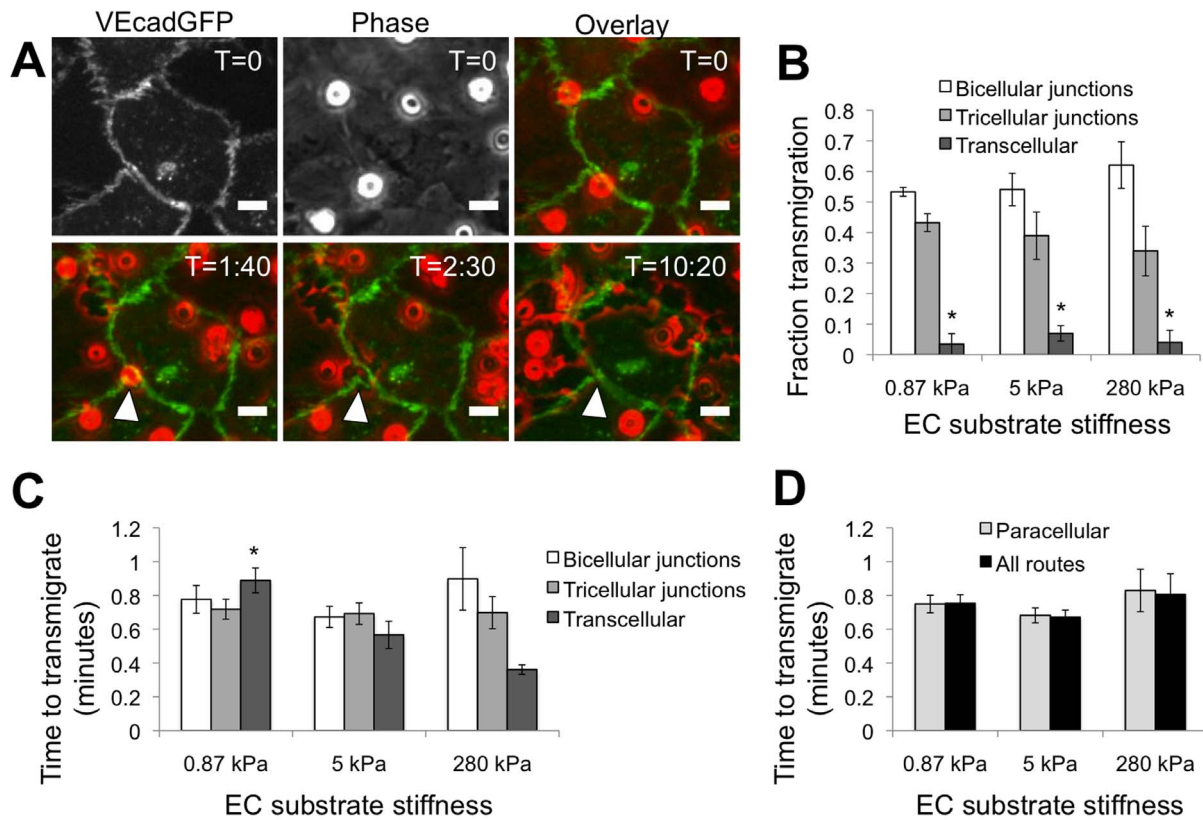 A
VEcadGFP
Phase
Overlay
T=0
T=0
T=0
T=1:40
T=2:30
T=10:20
B
Bicellular junctions
Tricellular junctions
Transcellular
Fraction transmigration
0.8
0.7
0.6
0.5
0.4
0.3
0.2
0.1
0
*
*
*
0.87 kPa
5 kPa
280 kPa
EC substrate stiffness
C
Time to transmigrate
(minutes)
1.2
1
0.8
0.6
0.4
0.2
0
*
Bicellular junctions
Tricellular junctions
Transcellular
0.87 kPa
5 kPa
280 kPa
EC substrate stiffness
D
Time to transmigrate
(minutes)
1.2
1
0.8
0.6
0.4
0.2
0
Paracellular
All routes
0.87 kPa
5 kPa
280 kPa
EC substrate stiffness